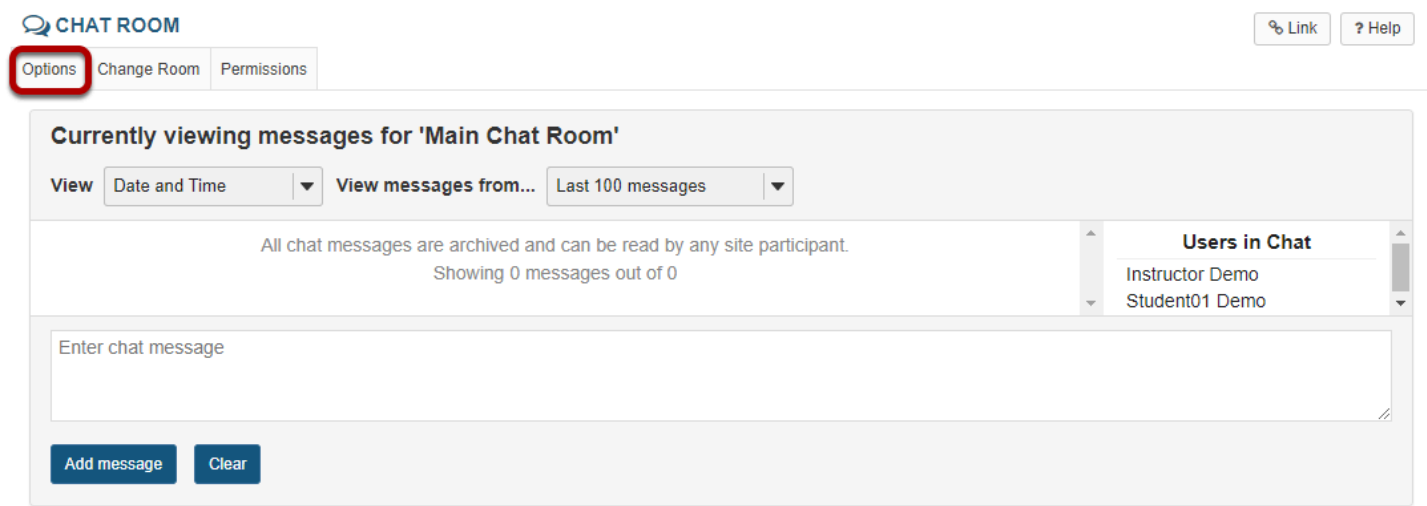 CHAT ROOM
Link
? Help
Options Change Room Permissions
Currently viewing messages for 'Main Chat Room'
View Date and Time View messages from... Last 100 messages
All chat messages are archived and can be read by any site participant.
Showing 0 messages out of 0
Users in Chat
Instructor Demo
Student01 Demo
Enter chat message
Add message Clear